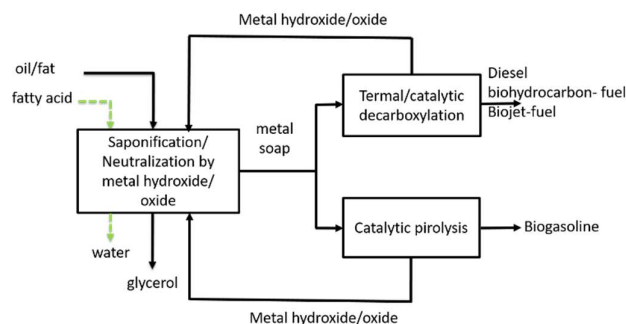 Metal hydroxide/oxide
oil/fat
fatty acid
Saponification/
Neutralization by
metal hydroxide/
oxide
metal
soap
Termal/catalytic
decarboxylation
Diesel
biohydrocarbon- fuel
Biojet-fuel
Catalytic pirolysis
Biogasoline
water
glycerol
Metal hydroxide/oxide